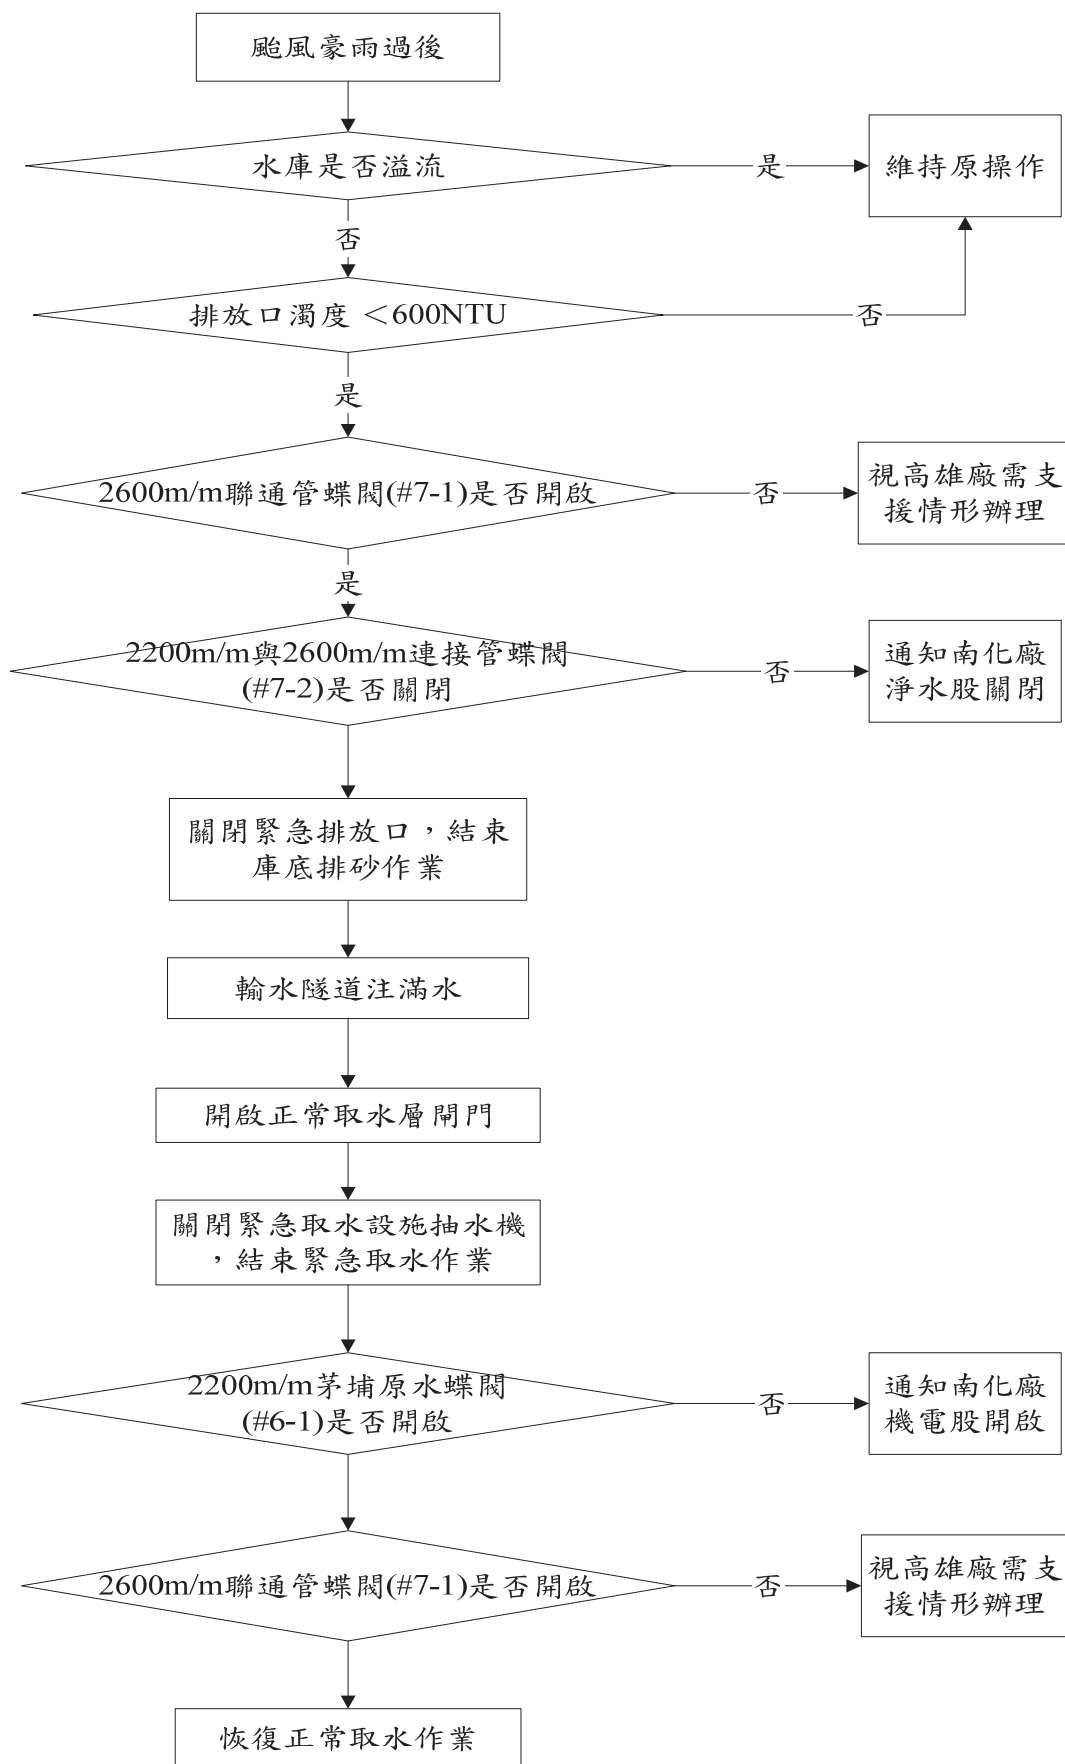 颱風豪雨過後
水庫是否溢流
是
維持原操作
否
排放口濁度 ＜600NTU
否
是
2600m/m聯通管蝶閥(#7-1)是否開啟
否
視高雄廠需支
援情形辦理
是
2200m/m與2600m/m連接管蝶閥
(#7-2)是否關閉
否
通知南化廠
淨水股關閉
關閉緊急排放口，結束
庫底排砂作業
輸水隧道注滿水
開啟正常取水層閘門
關閉緊急取水設施抽水機
，結束緊急取水作業
2200m/m茅埔原水蝶閥
(#6-1)是否開啟
否
通知南化廠
機電股開啟
2600m/m聯通管蝶閥(#7-1)是否開啟
否
視高雄廠需支
援情形辦理
恢復正常取水作業